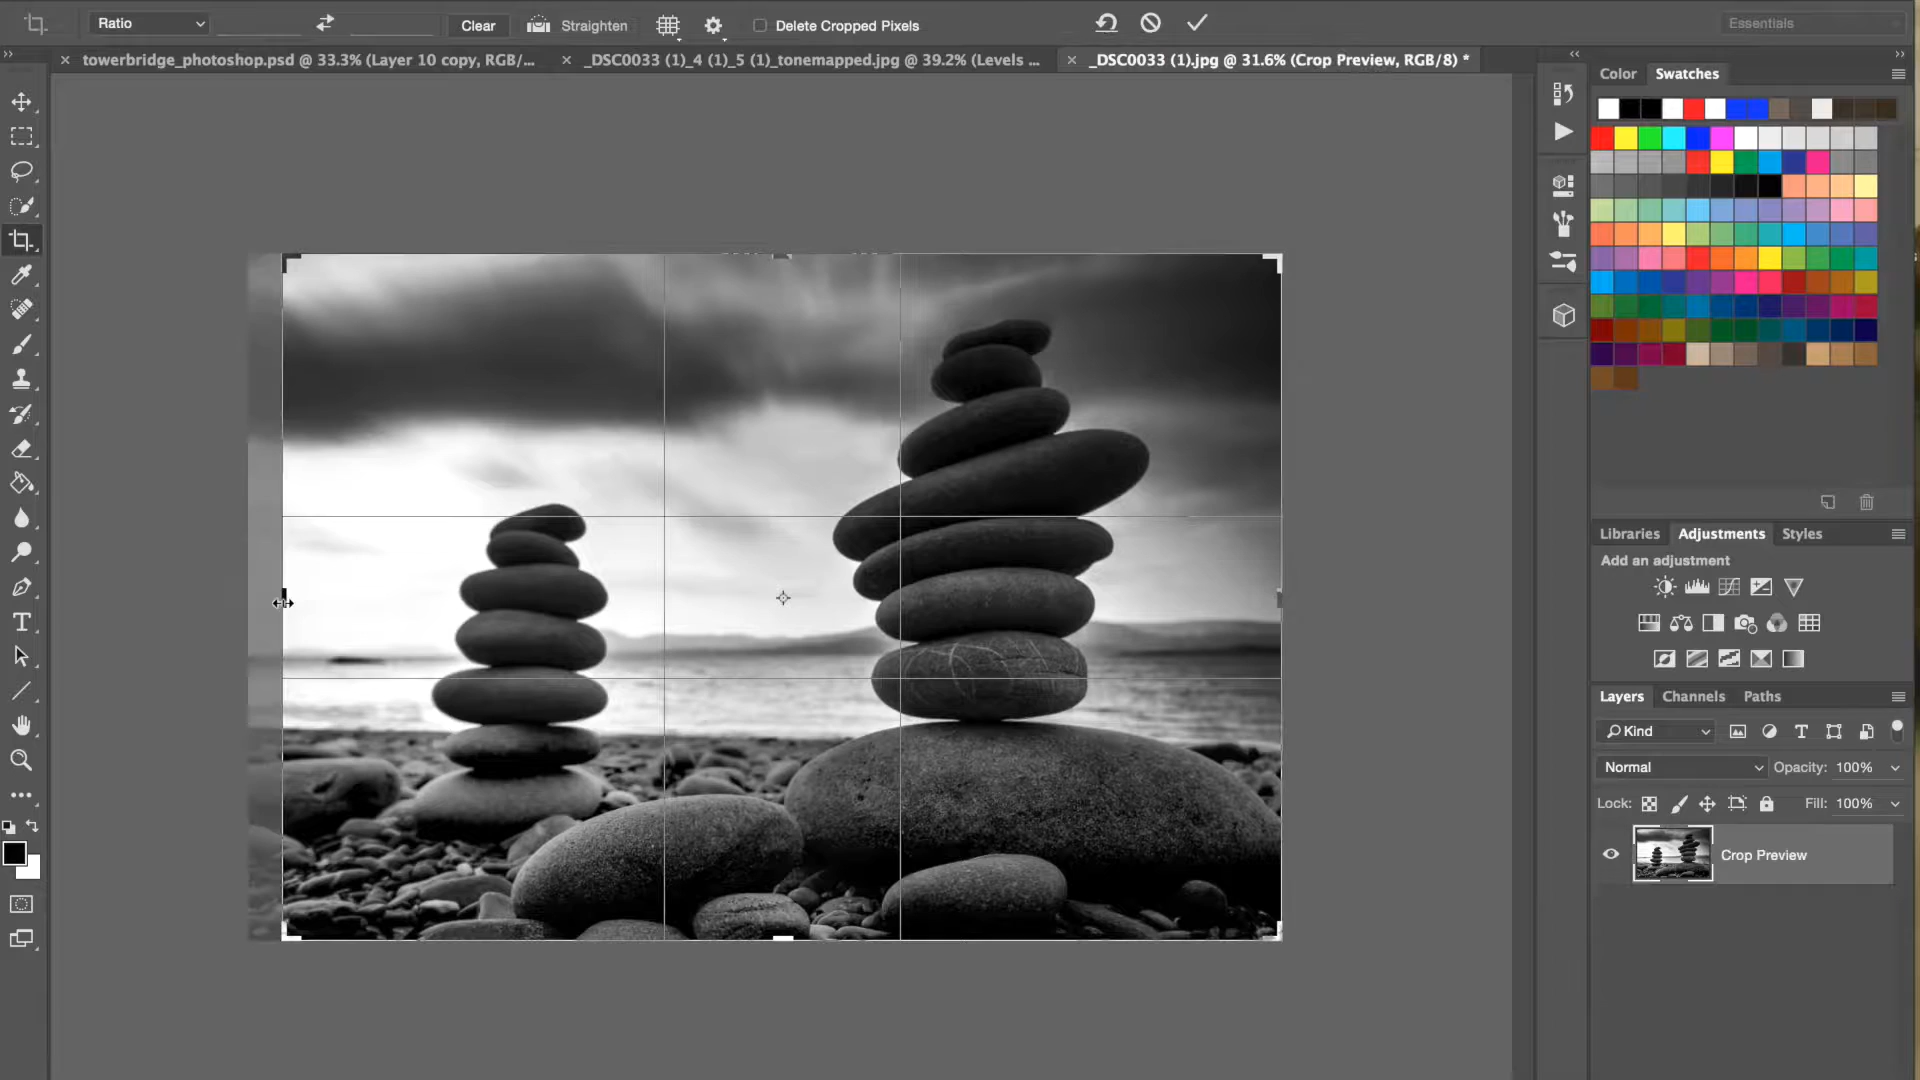 Ratio
Clear
Straighten
Delete Cropped Pixels
Essentials
towerbridge_photoshop.psd @ 33.3% (Layer 10 copy, RGB/...
_DSC0033 (1)_4 (1)_5 (1)_tonemapped.jpg @ 39.2% (Levels ...
_DSC0033 (1).jpg @ 31.6% (Crop Preview, RGB/8) *
Color Swatches
Libraries Adjustments Styles
Add an adjustment
Layers Channels Paths
Kind
Normal Opacity: 100%
Lock: Fill: 100%
Crop Preview